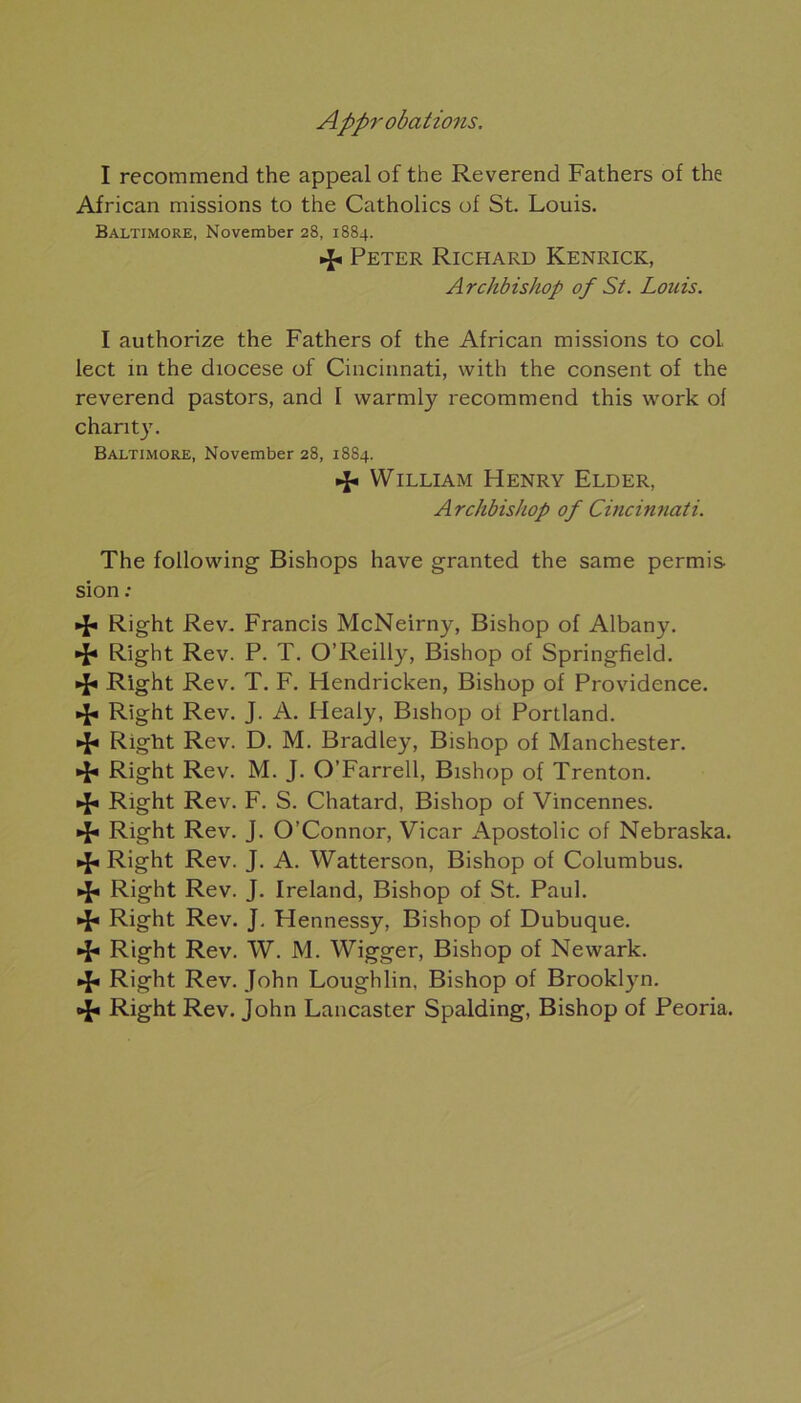 Approbations.
I recommend the appeal of the Reverend Fathers of the
African missions to the Catholics of St. Louis.
Baltimore, November 28, 1884.
✠ Peter Richard Kenrick,
Archbishop of St. Louis.
I authorize the Fathers of the African missions to col
lect in the diocese of Cincinnati, with the consent of the
reverend pastors, and I warmly recommend this work of
charity.
Baltimore, November 28, 1884.
✠ William Henry Elder,
Archbishop of Cincinnati.
The following Bishops have granted the same permis-
sion:
✠ Right Rev. Francis McNeirny, Bishop of Albany.
✠ Right Rev. P. T. O'Reilly, Bishop of Springfield.
✠ Right Rev. T. F. Hendricken, Bishop of Providence.
✠ Right Rev. J. A. Healy, Bishop of Portland.
✠ Right Rev. D. M. Bradley, Bishop of Manchester.
✠ Right Rev. M. J. O'Farrell, Bishop of Trenton.
✠ Right Rev. F. S. Chatard, Bishop of Vincennes.
✠ Right Rev. J. O'Connor, Vicar Apostolic of Nebraska.
✠ Right Rev. J. A. Watterson, Bishop of Columbus.
✠ Right Rev. J. Ireland, Bishop of St. Paul.
✠ Right Rev. J. Hennessy, Bishop of Dubuque.
✠ Right Rev. W. M. Wigger, Bishop of Newark.
✠ Right Rev. John Loughlin, Bishop of Brooklyn.
✠ Right Rev. John Lancaster Spalding, Bishop of Peoria.